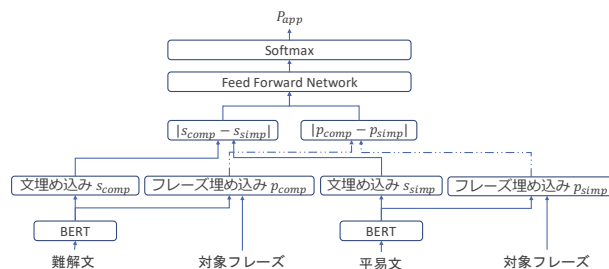 P_app
Softmax
Feed Forward Network
|s_comp − s_simp| |p_comp − p_simp|
文埋め込み s_comp フレーズ埋め込み p_comp 文埋め込み s_simp フレーズ埋め込み p_simp
BERT BERT
難解文 対象フレーズ 平易文 対象フレーズ